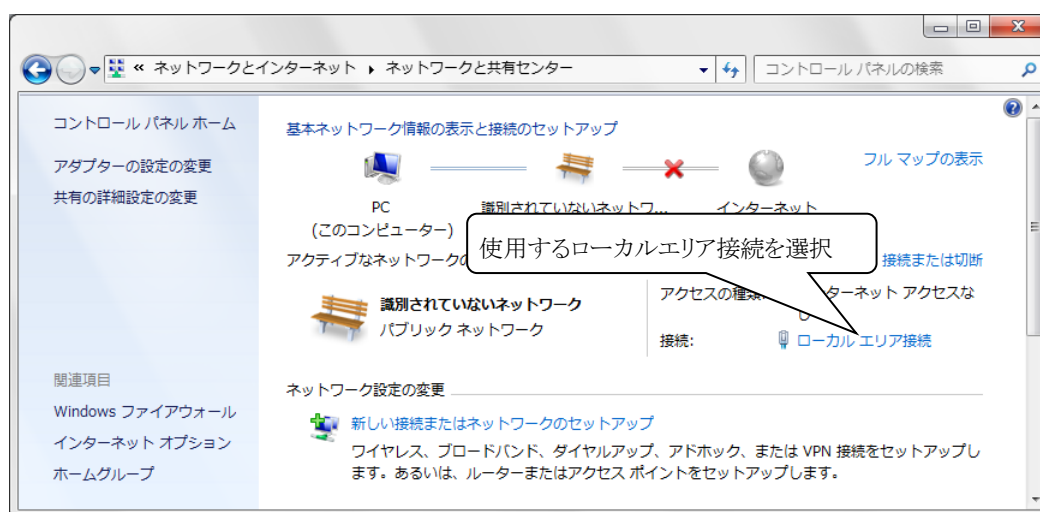 « ネットワークとインターネット ▸ ネットワークと共有センター
コントロール パネルの検索
コントロール パネル ホーム
アダプターの設定の変更
共有の詳細設定の変更
関連項目
Windows ファイアウォール
インターネット オプション
ホームグループ
基本ネットワーク情報の表示と接続のセットアップ
フル マップの表示
PC
(このコンピューター)
識別されていないネットワ...
インターネット
使用するローカルエリア接続を選択
アクティブなネットワークの
接続または切断
識別されていないネットワーク
パブリック ネットワーク
アクセスの種類:
ターネット アクセスな
接続:
ローカル エリア接続
ネットワーク設定の変更
新しい接続またはネットワークのセットアップ
ワイヤレス、ブロードバンド、ダイヤルアップ、アドホック、または VPN 接続をセットアップし
ます。あるいは、ルーターまたはアクセス ポイントをセットアップします。